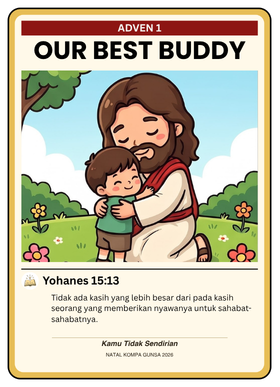 ADVEN 1
OUR BEST BUDDY
Yohanes 15:13
Tidak ada kasih yang lebih besar dari pada kasih
seorang yang memberikan nyawanya untuk sahabat-
sahabatnya.
Kamu Tidak Sendirian
NATAL KOMPA GUNSA 2026